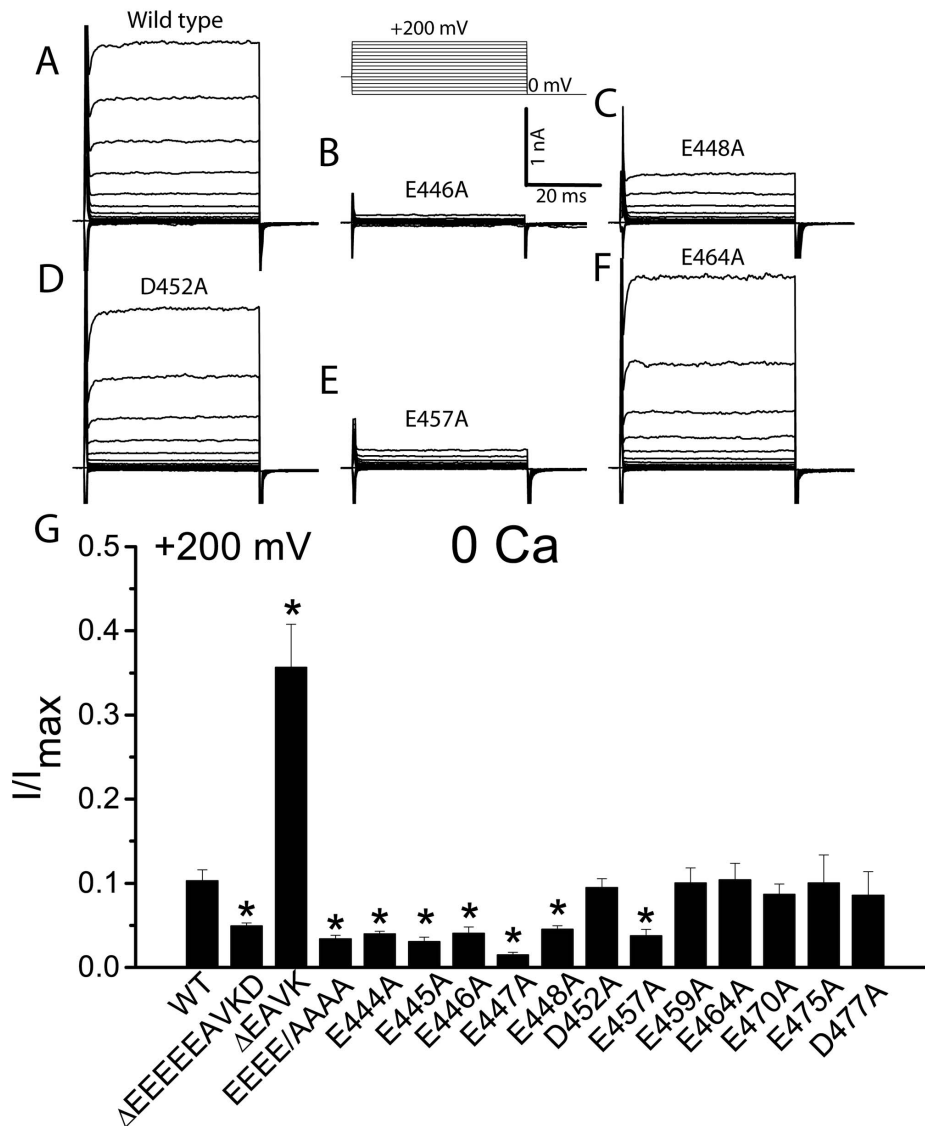 Wild type
A
+200 mV
0 mV
1 nA
20 ms
B
E446A
C
E448A
D
D452A
E
E457A
F
E464A
G
+200 mV
0 Ca
I/Imax
0.5
0.4
0.3
0.2
0.1
0.0
*
*
*
*
*
*
*
*
*
WT
ΔEEEEEAVKD
ΔEAVK
EEEE/AAAA
E444A
E445A
E446A
E447A
E448A
D452A
E457A
E459A
E464A
E470A
E475A
D477A